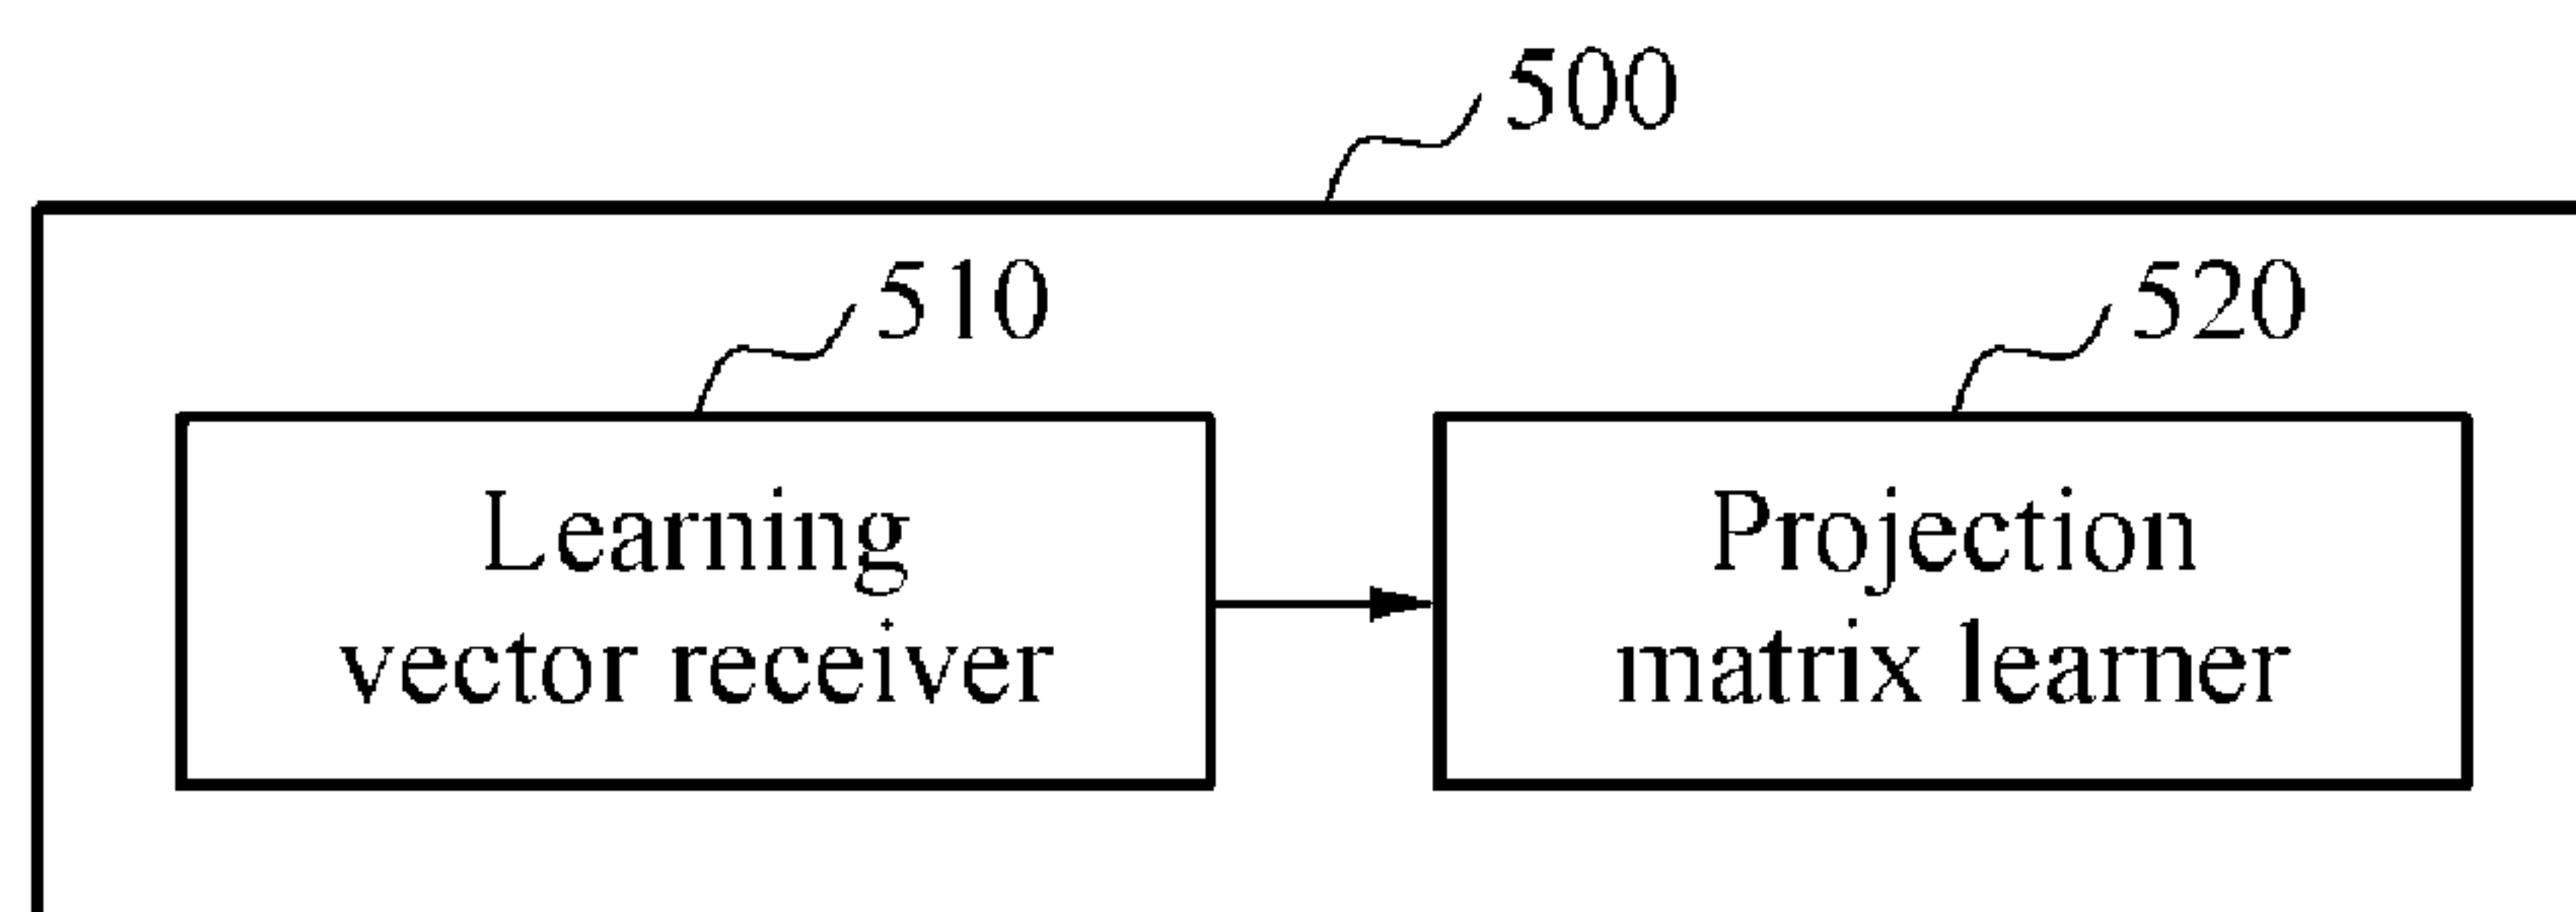 500
510
520
Learning
vector receiver
Projection
matrix learner